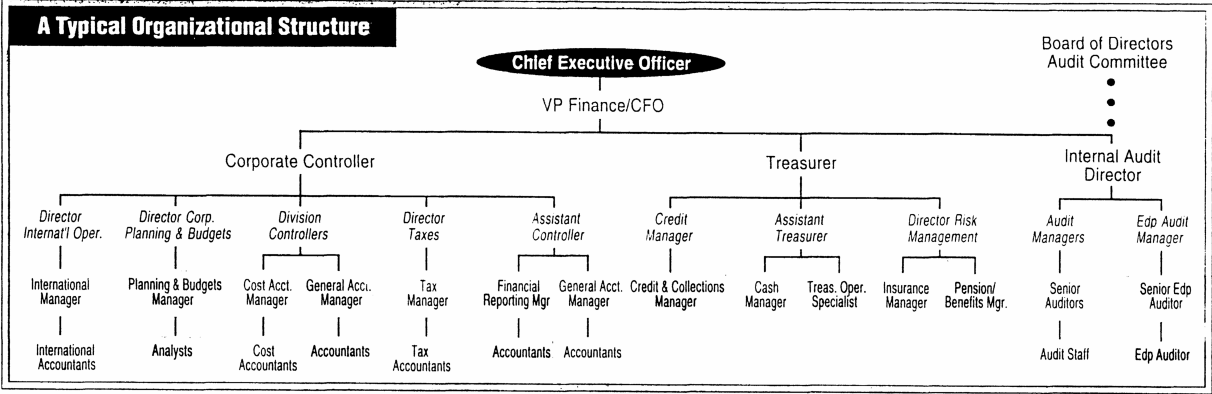 A Typical Organizational Structure
Chief Executive Officer
Board of Directors
Audit Committee
VP Finance/CFO
Corporate Controller
Treasurer
Internal Audit
Director
Director
Internat'l Oper.
Director Corp.
Planning & Budgets
Division
Controllers
Director
Taxes
Assistant
Controller
Credit
Manager
Assistant
Treasurer
Director Risk
Management
Audit
Managers
Edp Audit
Manager
International
Manager
Planning & Budgets
Manager
Cost Acct.
Manager
General Acct.
Manager
Tax
Manager
Financial
Reporting Mgr
General Acct.
Manager
Credit & Collections
Manager
Cash
Manager
Treas. Oper.
Specialist
Insurance
Manager
Pension/
Benefits Mgr.
Senior
Auditors
Senior Edp
Auditor
International
Accountants
Analysts
Cost
Accountants
Accountants
Tax
Accountants
Accountants
Accountants
Audit Staff
Edp Auditor